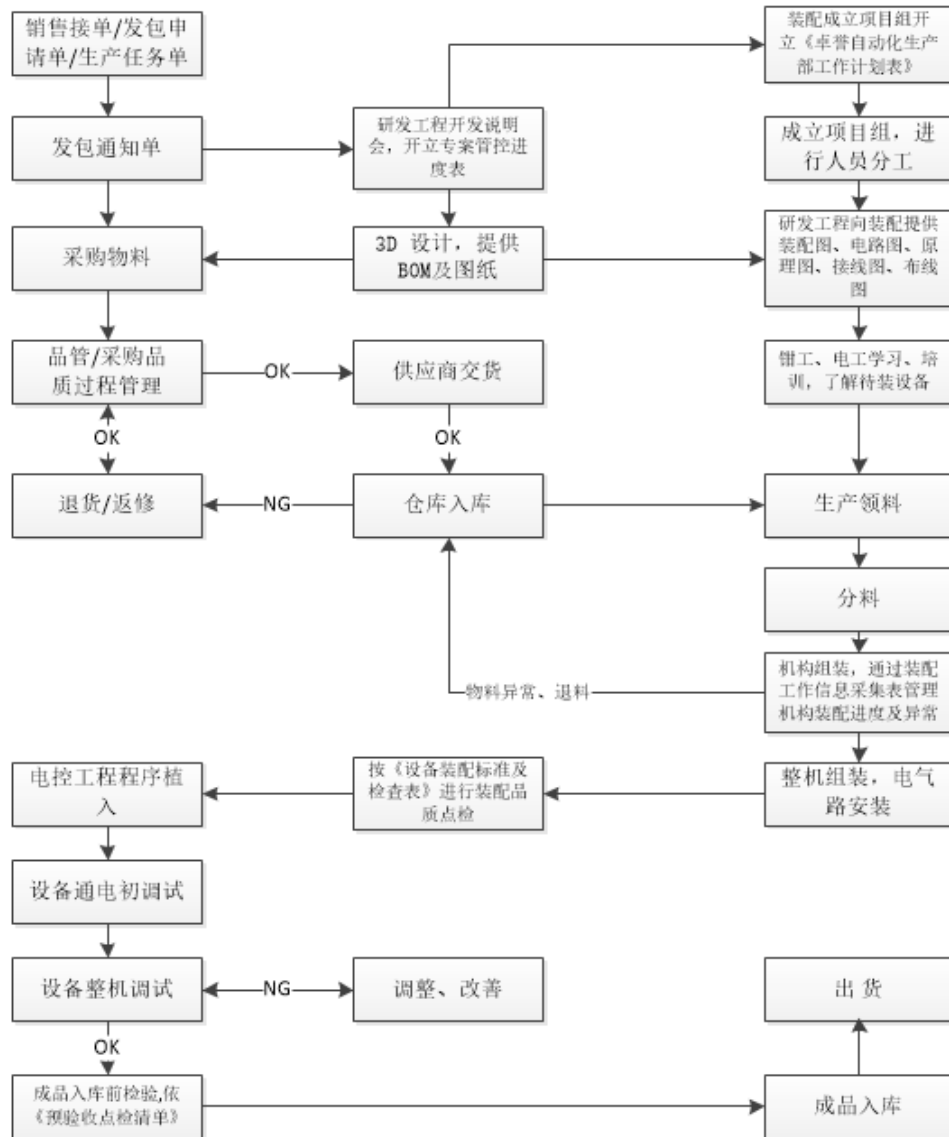 销售接单/发包申
请单/生产任务单
装配成立项目组开
立《卓誉自动化生产
部工作计划表》
发包通知单
研发工程开发说明
会，开立专案管控进
度表
成立项目组，进
行人员分工
采购物料
3D 设计，提供
BOM及图纸
研发工程向装配提供
装配图、电路图、原
理图、接线图、布线
图
品管/采购品
质过程管理
OK
供应商交货
钳工、电工学习、培
训，了解待装设备
OK
OK
退货/返修
NG
仓库入库
生产领料
分料
物料异常、退料
机构组装，通过装配
工作信息采集表管理
机构装配进度及异常
电控工程程序植
入
按《设备装配标准及
检查表》进行装配品
质点检
整机组装，电气
路安装
设备通电初调试
设备整机调试
NG
调整、改善
出 货
OK
成品入库前检验,依
《预验收点检清单》
成品入库